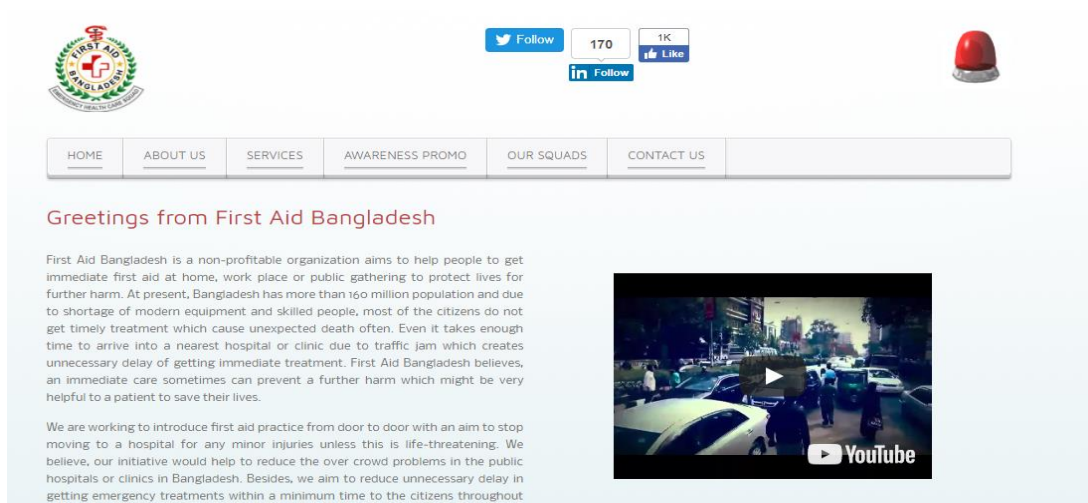 FIRST AID
BANGLADESH
EMERGENCY HEALTH CARE SQUAD
Follow
170
in Follow
1K
Like
HOME
ABOUT US
SERVICES
AWARENESS PROMO
OUR SQUADS
CONTACT US
Greetings from First Aid Bangladesh
First Aid Bangladesh is a non-profitable organization aims to help people to get
immediate first aid at home, work place or public gathering to protect lives for
further harm. At present, Bangladesh has more than 160 million population and due
to shortage of modern equipment and skilled people, most of the citizens do not
get timely treatment which cause unexpected death often. Even it takes enough
time to arrive into a nearest hospital or clinic due to traffic jam which creates
unnecessary delay of getting immediate treatment. First Aid Bangladesh believes,
an immediate care sometimes can prevent a further harm which might be very
helpful to a patient to save their lives.
We are working to introduce first aid practice from door to door with an aim to stop
moving to a hospital for any minor injuries unless this is life-threatening. We
believe, our initiative would help to reduce the over crowd problems in the public
hospitals or clinics in Bangladesh. Besides, we aim to reduce unnecessary delay in
getting emergency treatments within a minimum time to the citizens throughout
YouTube